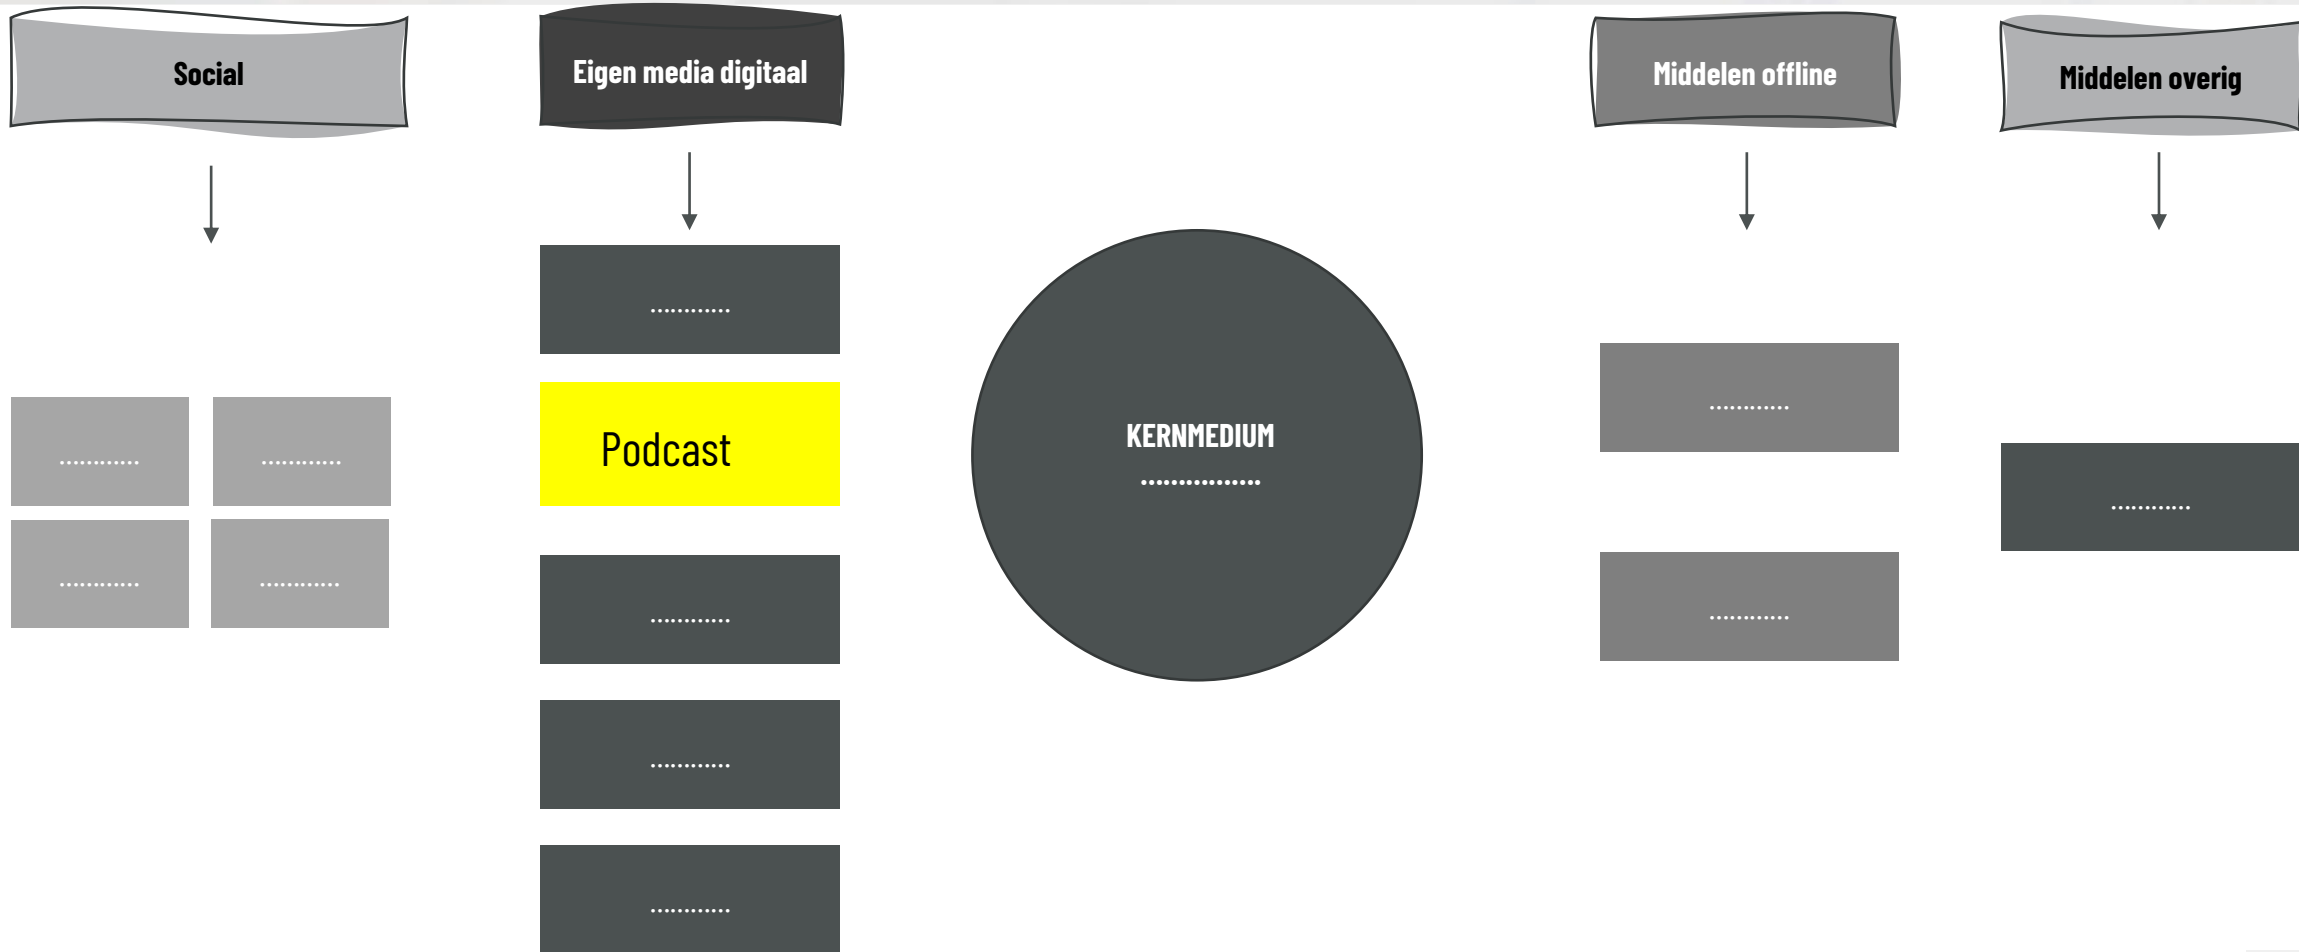 Social
Eigen media digitaal
Middelen offline
Middelen overig
............
............
............
............
............
Podcast
............
............
............
KERNMEDIUM
................
............
............
............